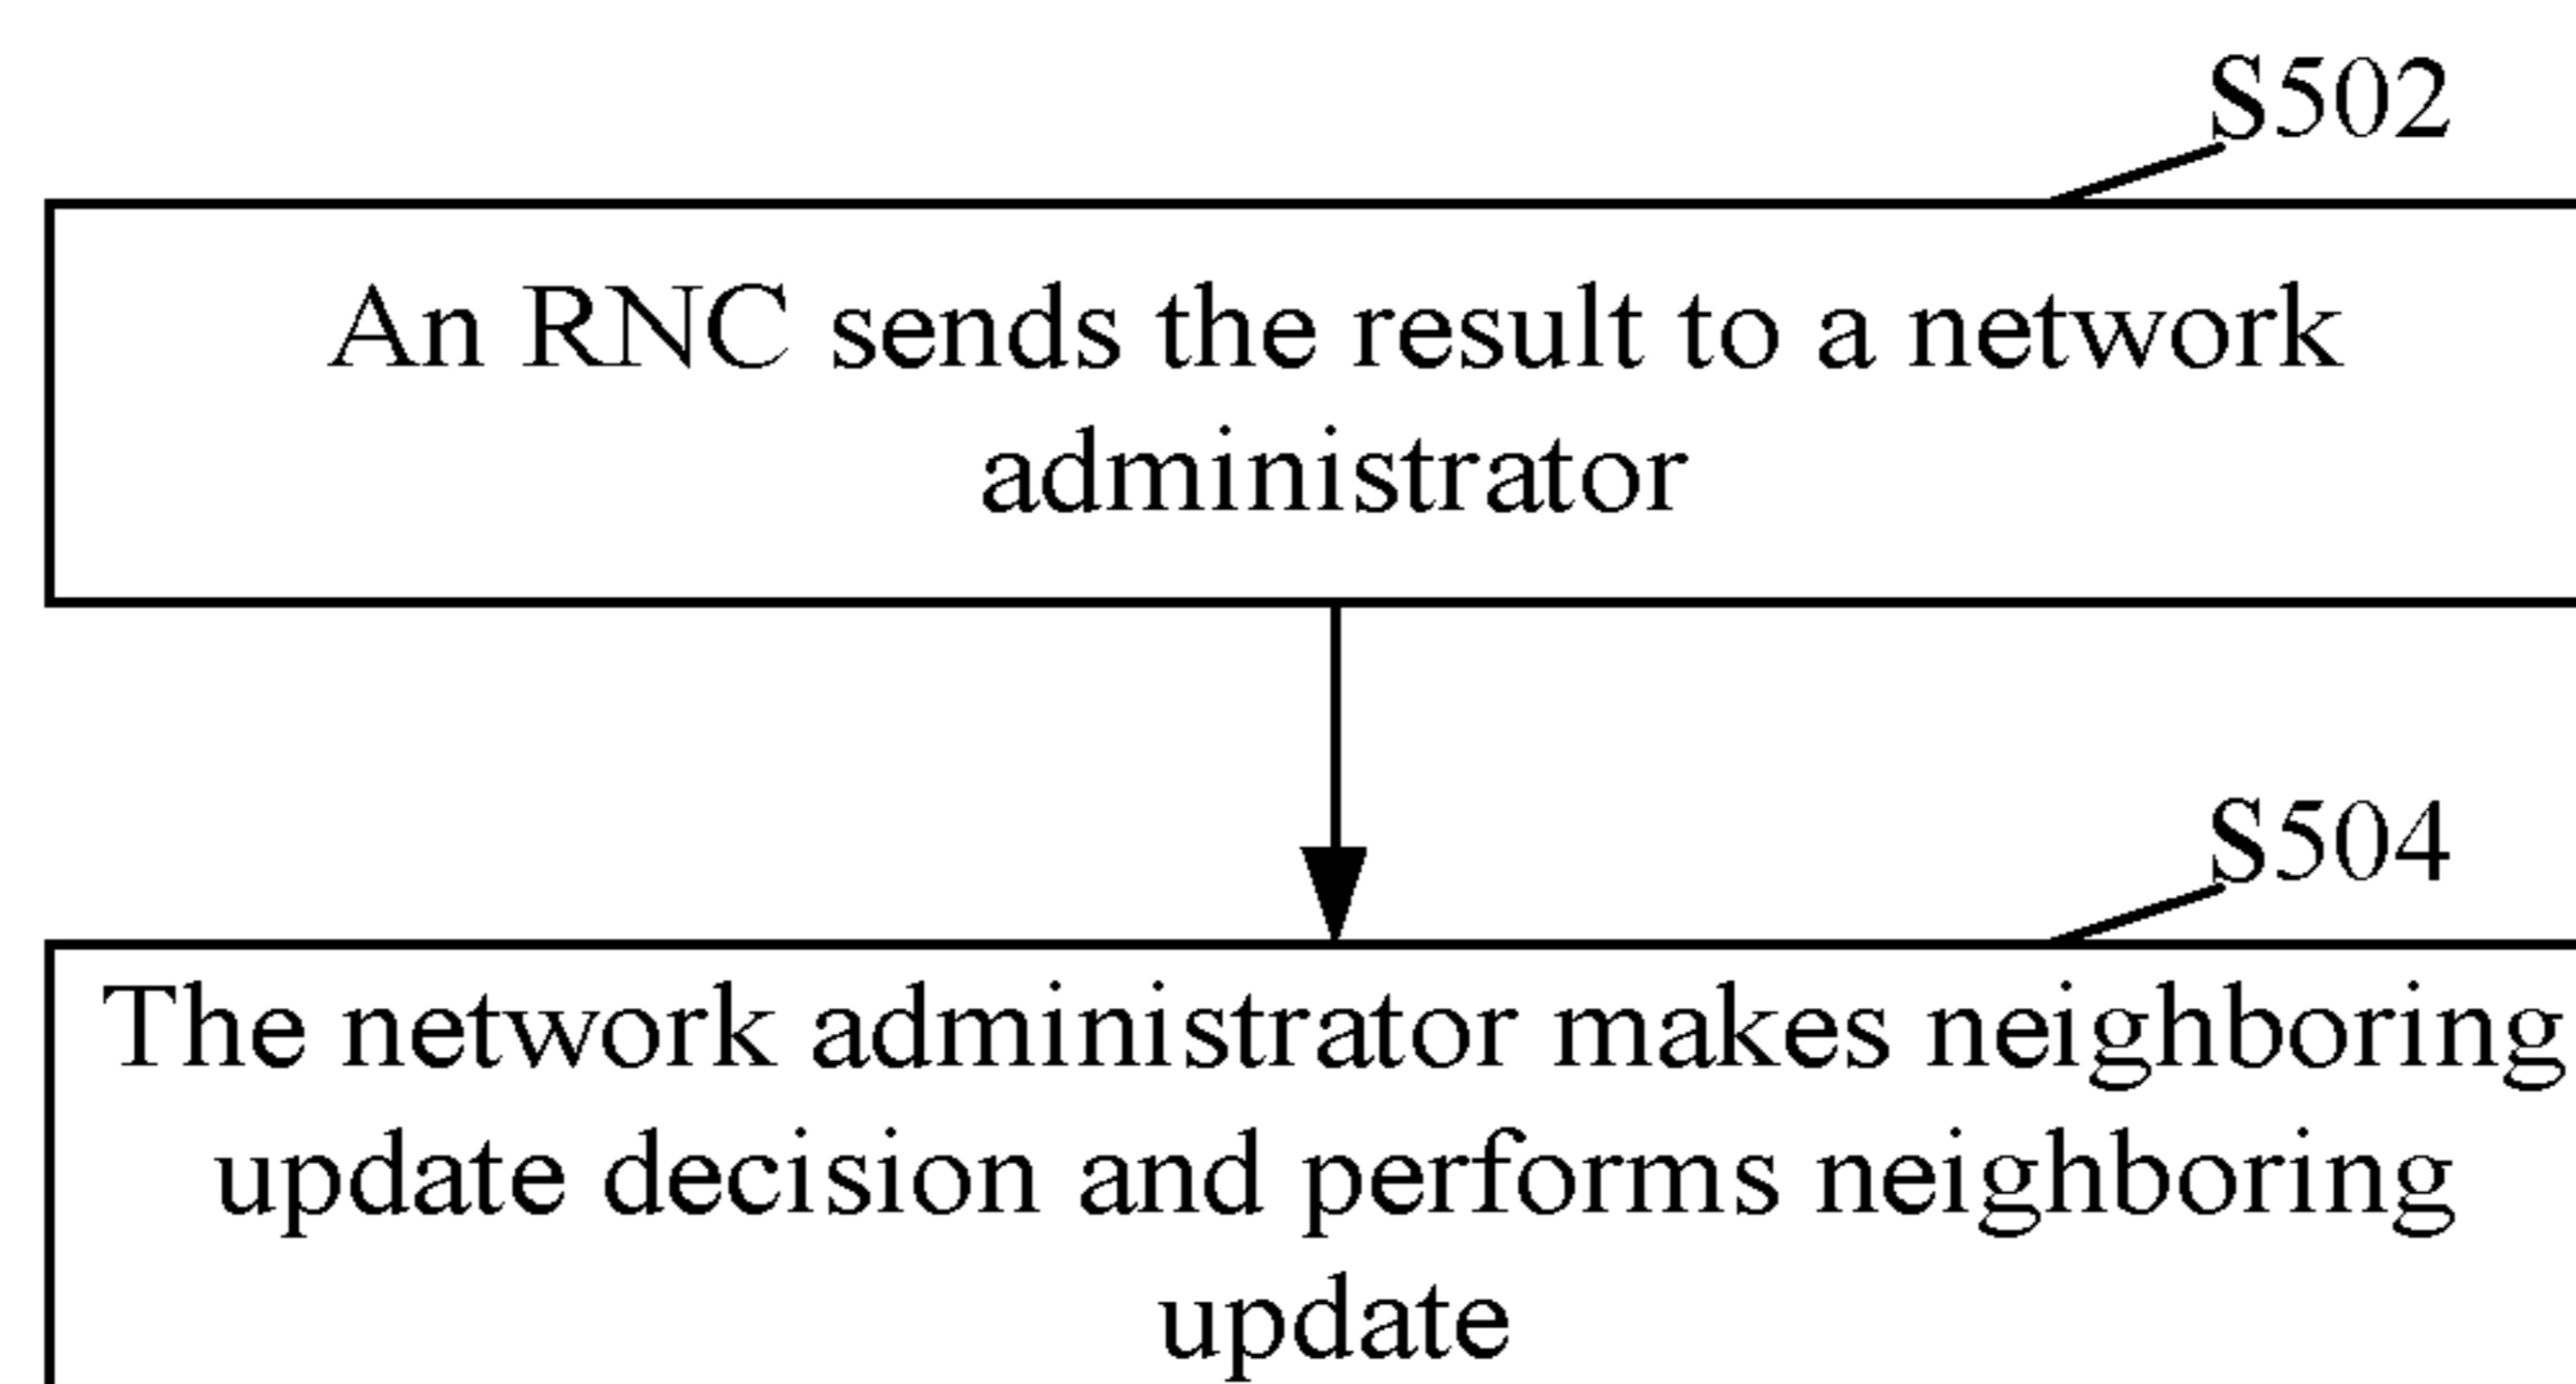 S502
An RNC sends the result to a network
administrator
S504
The network administrator makes neighboring
update decision and performs neighboring
update